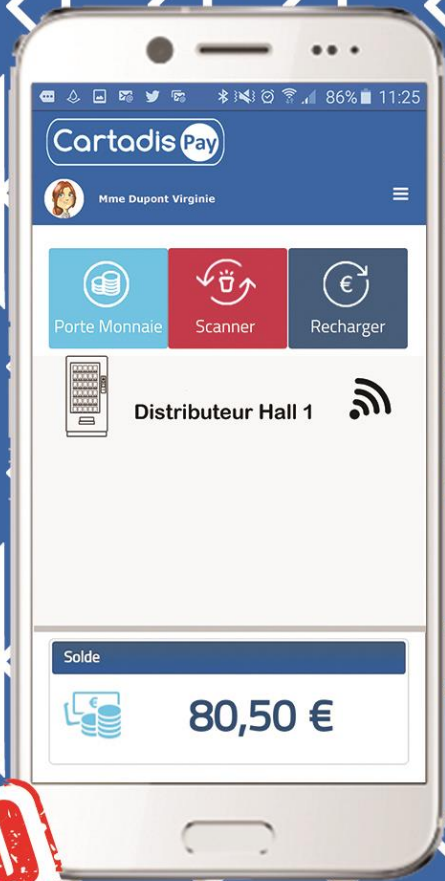 86% 11:25
Cartadis Pay
Mme Dupont Virginie
Porte Monnaie
Scanner
Recharger
Distributeur Hall 1
Solde
80,50 €